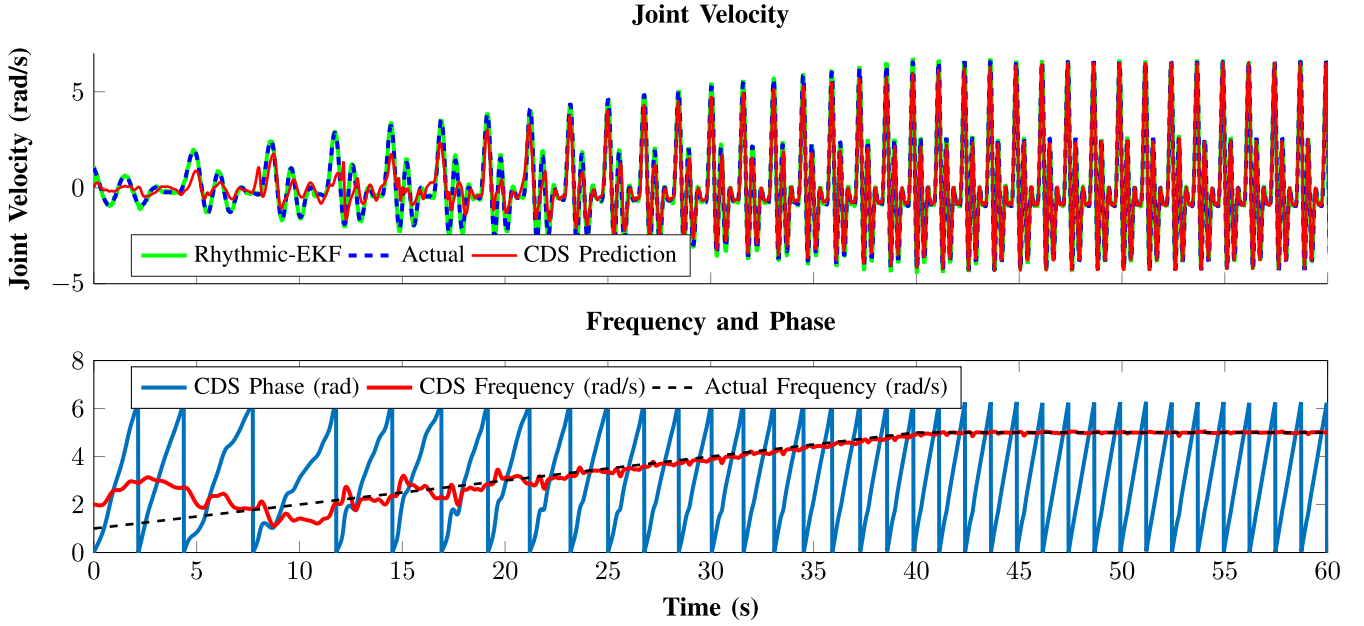 Joint Velocity
Joint Velocity (rad/s)
5
0
−5
Rhythmic-EKF Actual CDS Prediction
Frequency and Phase
8
6
4
2
0
CDS Phase (rad) CDS Frequency (rad/s) Actual Frequency (rad/s)
0 5 10 15 20 25 30 35 40 45 50 55 60
Time (s)